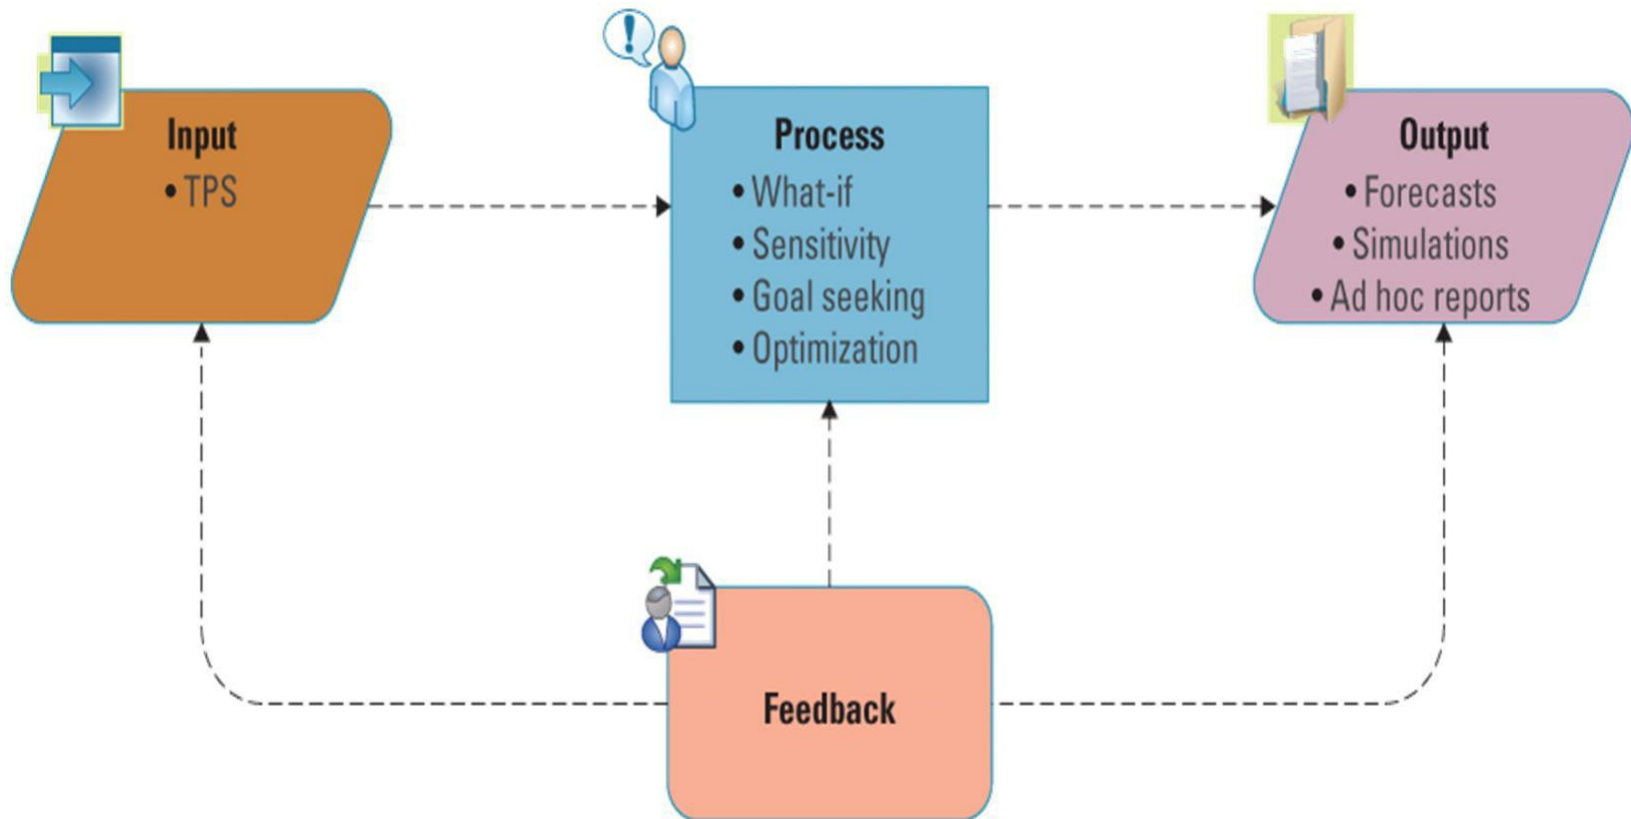 Input
• TPS
Process
• What-if
• Sensitivity
• Goal seeking
• Optimization
Output
• Forecasts
• Simulations
• Ad hoc reports
Feedback